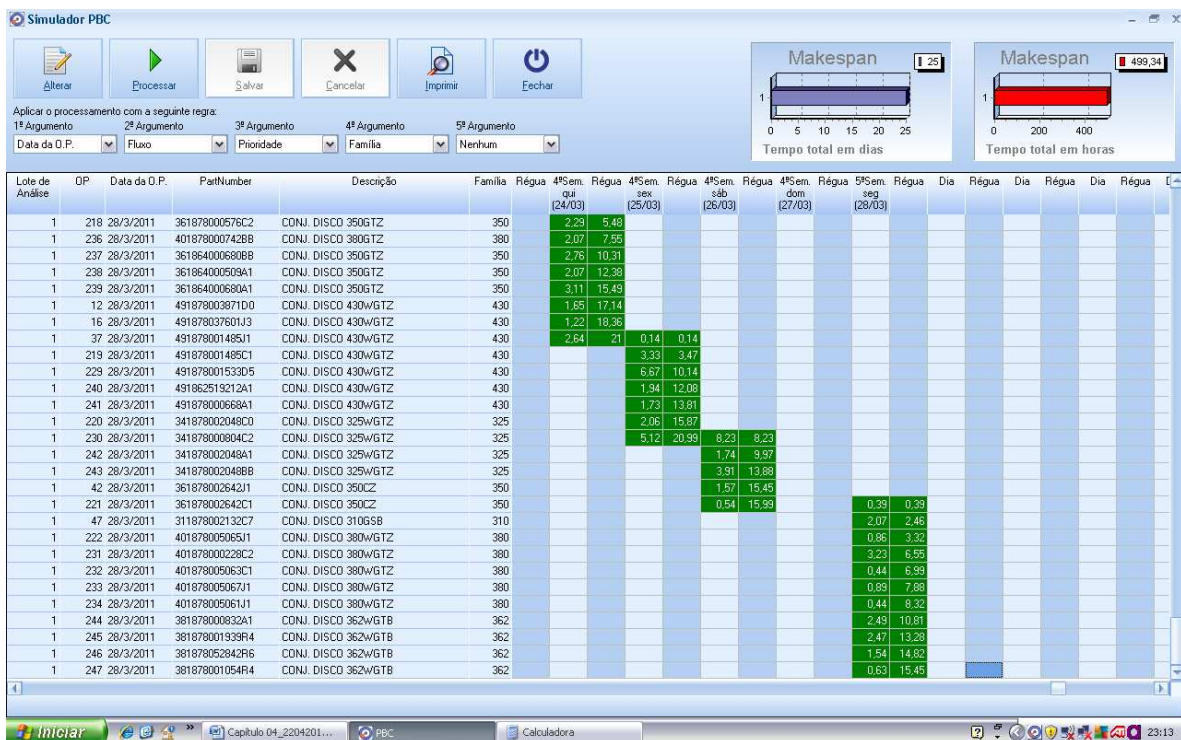 Simulador PBC
Alterar Processar Salvar Cancelar Imprimir Fechar
Makespan 25
1
0 5 10 15 20 25
Tempo total em dias
Makespan 499,34
1
0 200 400
Tempo total em horas
Aplicar o processamento com a seguinte regra:
1º Argumento 2º Argumento 3º Argumento 4º Argumento 5º Argumento
Data da O.P. Fluxo Prioridade Família Nenhum
Lote de Análise OP Data da O.P. PartNumber Descrição Família Régua 4ªSem. qui (24/03) Régua 4ªSem. sex (25/03) Régua 4ªSem. sáb (26/03) Régua 4ªSem. dom (27/03) Régua 5ªSem. seg (28/03) Régua Dia Régua Dia Régua Dia Régua D
1 218 28/3/2011 361878000576C2 CONJ. DISCO 350GTZ 350 2,29 5,48
1 236 28/3/2011 401878000742BB CONJ. DISCO 380GTZ 380 2,07 7,55
1 237 28/3/2011 361864000680BB CONJ. DISCO 350GTZ 350 2,76 10,31
1 238 28/3/2011 361864000509A1 CONJ. DISCO 350GTZ 350 2,07 12,38
1 239 28/3/2011 361864000680A1 CONJ. DISCO 350GTZ 350 3,11 15,49
1 12 28/3/2011 491878003871D0 CONJ. DISCO 430WGTZ 430 1,65 17,14
1 16 28/3/2011 491878037601J3 CONJ. DISCO 430WGTZ 430 1,22 18,36
1 37 28/3/2011 491878001485J1 CONJ. DISCO 430WGTZ 430 2,64 21 0,14 0,14
1 219 28/3/2011 491878001485C1 CONJ. DISCO 430WGTZ 430 3,33 3,47
1 229 28/3/2011 491878001533D5 CONJ. DISCO 430WGTZ 430 6,67 10,14
1 240 28/3/2011 491862519212A1 CONJ. DISCO 430WGTZ 430 1,94 12,08
1 241 28/3/2011 491878000668A1 CONJ. DISCO 430WGTZ 430 1,73 13,81
1 220 28/3/2011 341878002048C0 CONJ. DISCO 325WGTZ 325 2,06 15,87
1 230 28/3/2011 341878000804C2 CONJ. DISCO 325WGTZ 325 5,12 20,99 8,23 8,23
1 242 28/3/2011 341878002048A1 CONJ. DISCO 325WGTZ 325 1,74 9,97
1 243 28/3/2011 341878002048BB CONJ. DISCO 325WGTZ 325 3,91 13,88
1 42 28/3/2011 361878002642J1 CONJ. DISCO 350CZ 350 1,57 15,45
1 221 28/3/2011 361878002642C1 CONJ. DISCO 350CZ 350 0,54 15,99 0,39 0,39
1 47 28/3/2011 311878002132C7 CONJ. DISCO 310GSB 310 2,07 2,46
1 222 28/3/2011 401878005065J1 CONJ. DISCO 380WGTZ 380 0,86 3,32
1 231 28/3/2011 401878000228C2 CONJ. DISCO 380WGTZ 380 3,23 6,55
1 232 28/3/2011 401878005063C1 CONJ. DISCO 380WGTZ 380 0,44 6,99
1 233 28/3/2011 401878005067J1 CONJ. DISCO 380WGTZ 380 0,89 7,88
1 234 28/3/2011 401878005061J1 CONJ. DISCO 380WGTZ 380 0,44 8,32
1 244 28/3/2011 381878000832A1 CONJ. DISCO 362WGTB 362 2,49 10,81
1 245 28/3/2011 381878001939R4 CONJ. DISCO 362WGTB 362 2,47 13,28
1 246 28/3/2011 381878052842R6 CONJ. DISCO 362WGTB 362 1,54 14,82
1 247 28/3/2011 381878001054R4 CONJ. DISCO 362WGTB 362 0,63 15,45
Iniciar Capítulo 04_2204201... PBC Calculadora 23:13